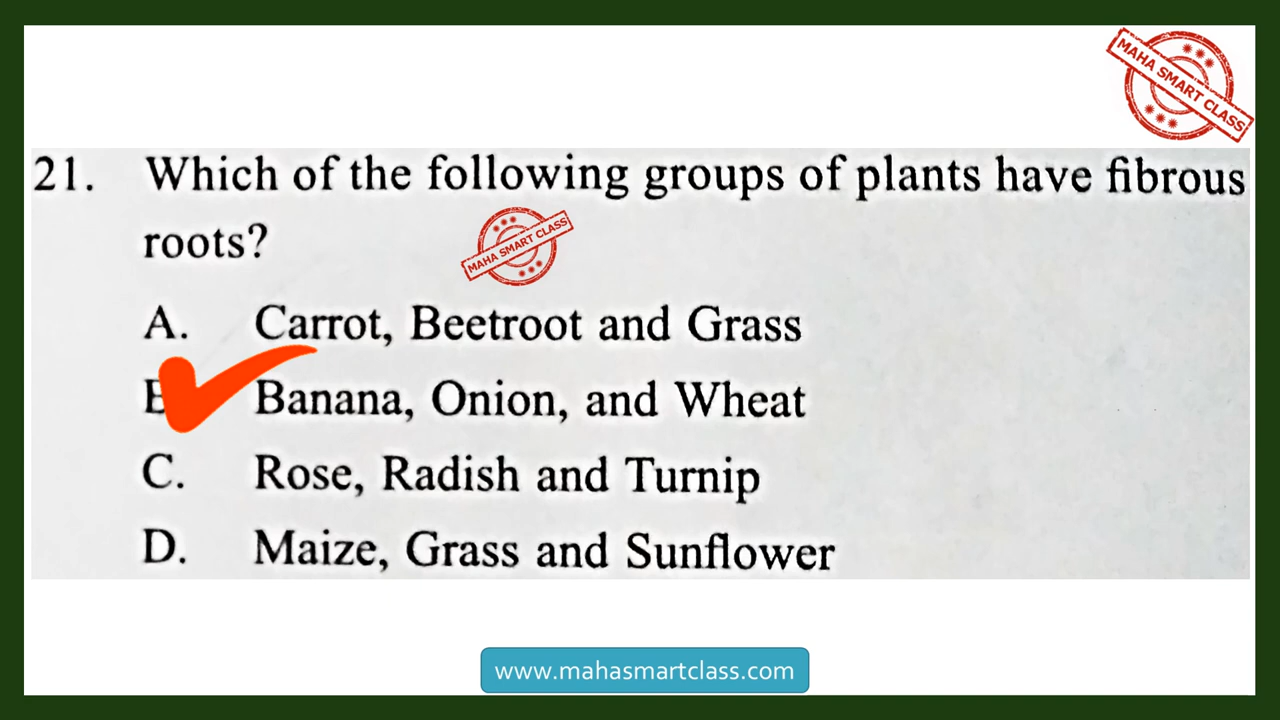 MAHA SMART CLASS
21. Which of the following groups of plants have fibrous
roots?
MAHA SMART CLASS
A. Carrot, Beetroot and Grass
B Banana, Onion, and Wheat
C. Rose, Radish and Turnip
D. Maize, Grass and Sunflower
www.mahasmartclass.com